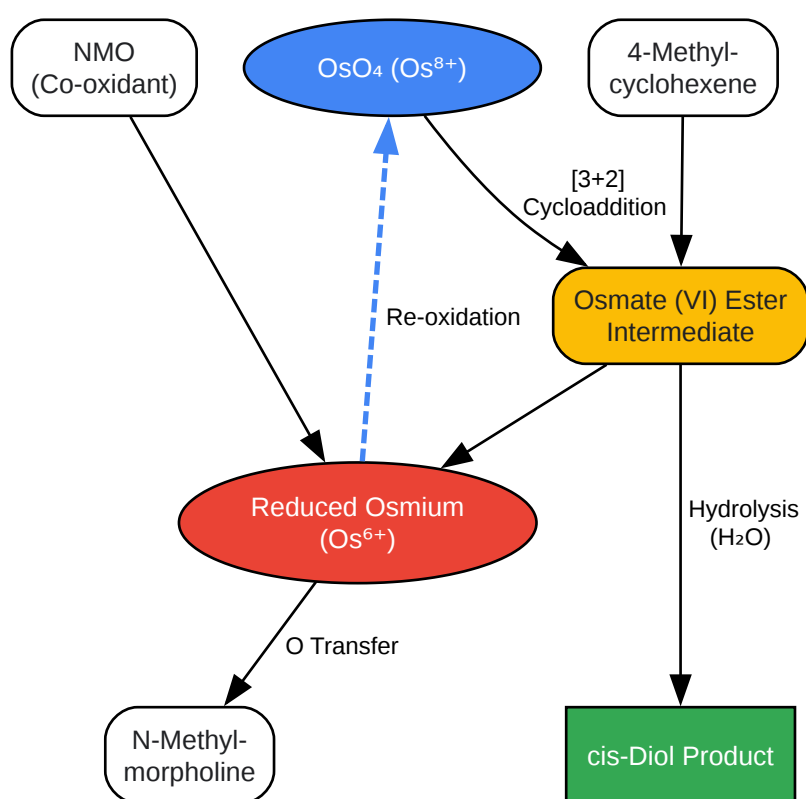 NMO
(Co-oxidant)
OsO₄ (Os⁸⁺)
4-Methyl-
cyclohexene
[3+2]
Cycloaddition
Osmate (VI) Ester
Intermediate
Re-oxidation
Reduced Osmium
(Os⁶⁺)
Hydrolysis
(H₂O)
O Transfer
N-Methyl-
morpholine
cis-Diol Product